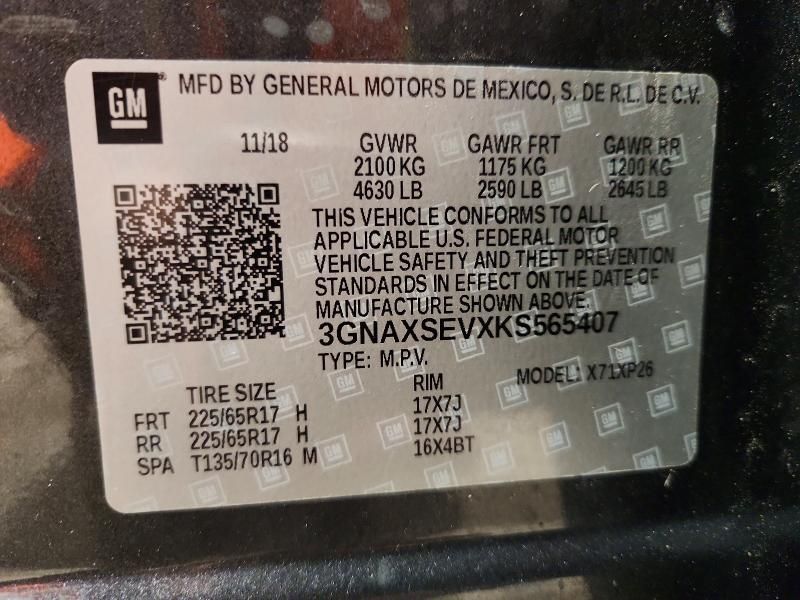 GM ® MFD BY GENERAL MOTORS DE MEXICO, S. DE R.L. DE C.V.
11/18 GVWR GAWR FRT GAWR RR
2100 KG 1175 KG 1200 KG
4630 LB 2590 LB 2645 LB
THIS VEHICLE CONFORMS TO ALL
APPLICABLE U.S. FEDERAL MOTOR
VEHICLE SAFETY AND THEFT PREVENTION
STANDARDS IN EFFECT ON THE DATE OF
MANUFACTURE SHOWN ABOVE.
3GNAXSEVXKS565407
TYPE: M.P.V.
MODEL: X71XP26
TIRE SIZE RIM
FRT 225/65R17 H 17X7J
RR 225/65R17 H 17X7J
SPA T135/70R16 M 16X4BT